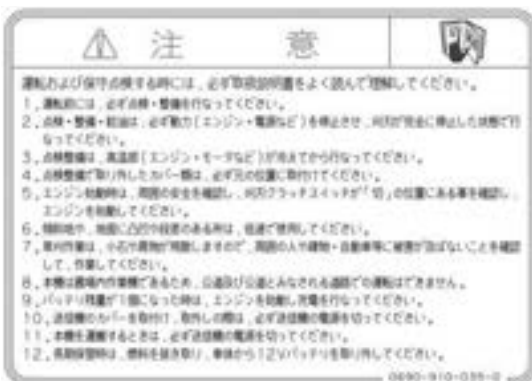 注 意
運転および保守点検する時には、必ず取扱説明書をよく読んで理解してください。
1. 運転前には、必ず点検・整備を行なってください。
2. 点検・整備・給油は、必ず動力(エンジン・電源など)を停止させ、刈刃が完全に停止した状態で行
なってください。
3. 点検整備は、高温部(エンジン・モータなど)が冷えてから行なってください。
4. 点検整備で取り外したカバー類は、必ず元の位置に取付けてください。
5. エンジン始動時は、周囲の安全を確認し、刈刃クラッチスイッチが「切」の位置にある事を確認し、
エンジンを始動してください。
6. 傾斜地や、地面に凸凹や段差のある所は、低速で使用してください。
7. 草刈作業は、小石や異物が飛散しますので、周囲の人や建物・自動車等に被害が及ばないことを確認
して、作業してください。
8. 本機は圃場内作業機であるため、公道及び公道とみなされる道路での運転はできません。
9. バッテリ残量が1個になった時は、エンジンを始動し充電を行なってください。
10. 送信機のカバーを取付け、取外しの際は、必ず送信機の電源を切ってください。
11. 本機を運搬するときは、必ず送信機の電源を切ってください。
12. 長期保管時は、燃料を抜き取り、車体から12Vバッテリを取り外してください。
0690-910-035-0